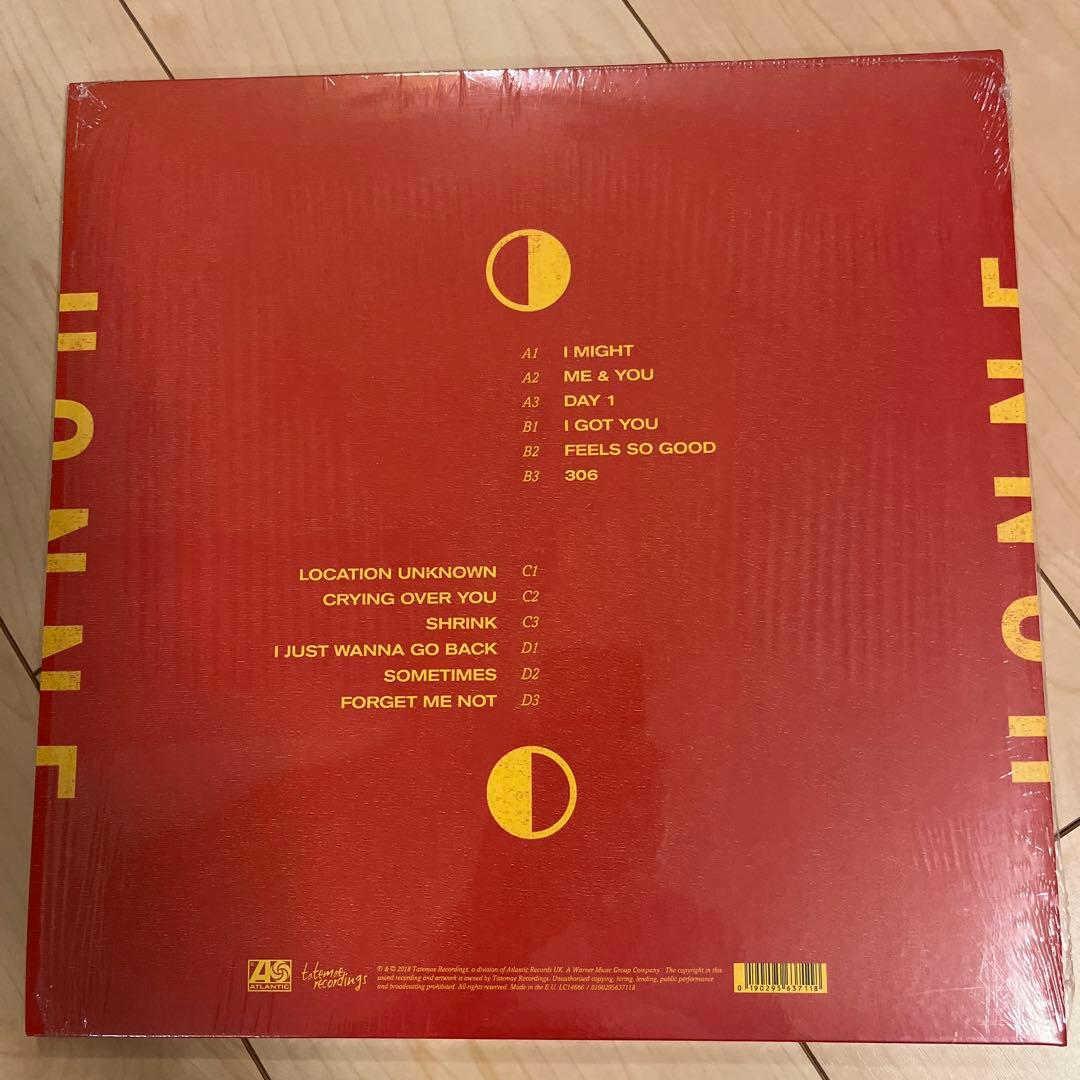 HONNE
A1 I MIGHT
A2 ME & YOU
A3 DAY 1
B1 I GOT YOU
B2 FEELS SO GOOD
B3 306
LOCATION UNKNOWN C1
CRYING OVER YOU C2
SHRINK C3
I JUST WANNA GO BACK D1
SOMETIMES D2
FORGET ME NOT D3
HONNE
ATLANTIC
tatemae recordings
℗ & © 2018 Tatemae Recordings, a division of Atlantic Records UK. A Warner Music Group Company. The copyright in this
sound recording and artwork is owned by Tatemae Recordings. Unauthorised copying, hiring, lending, public performance
and broadcasting prohibited. All rights reserved. Made in the E.U. LC14666 / 0190295637118
0 190295 637118